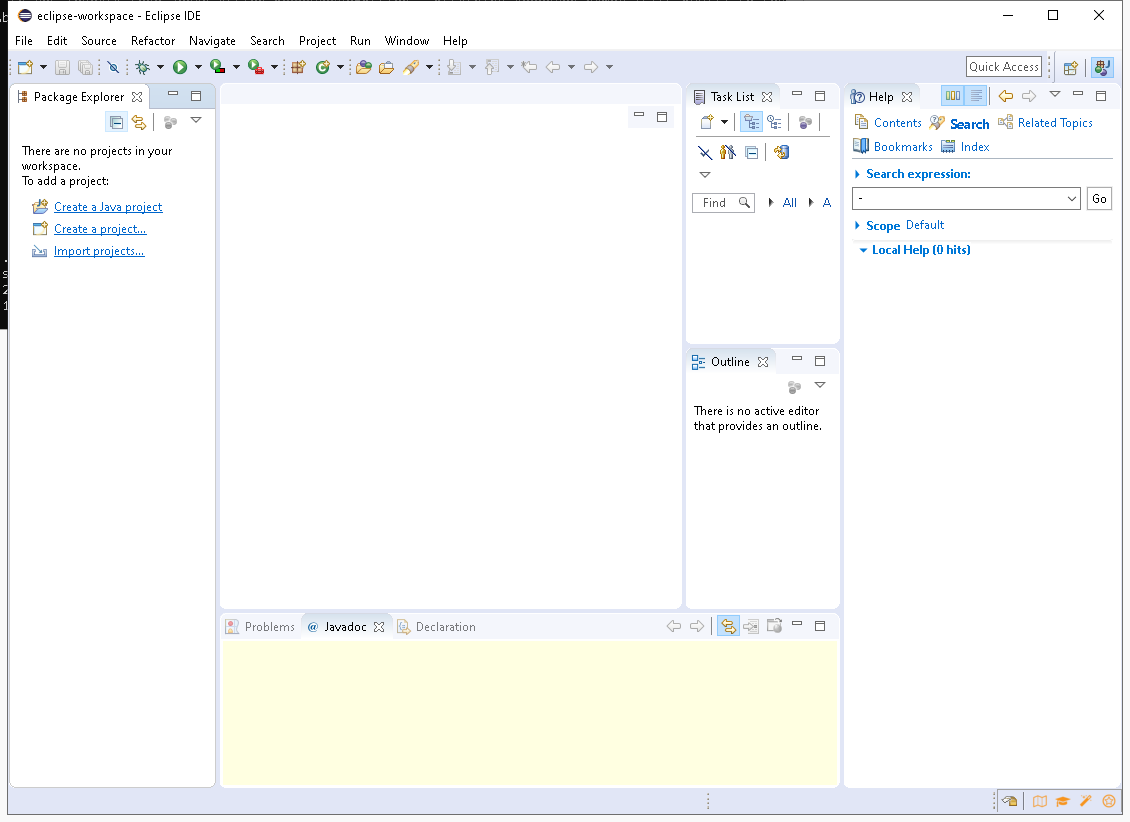 eclipse-workspace - Eclipse IDE
File Edit Source Refactor Navigate Search Project Run Window Help
Quick Access
Package Explorer
There are no projects in your
workspace.
To add a project:
Create a Java project
Create a project...
Import projects...
Task List
Find All A
Outline
There is no active editor
that provides an outline.
Help
Contents Search Related Topics
Bookmarks Index
Search expression:
- Go
Scope Default
Local Help (0 hits)
Problems @ Javadoc Declaration